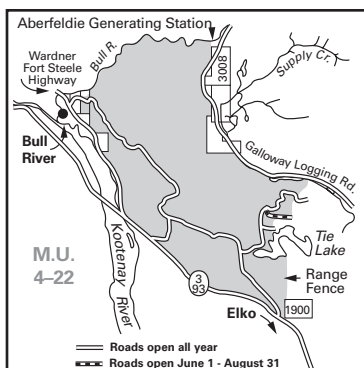 Aberfeldie Generating Station
Wardner
Fort Steele
Highway
Bull R.
3008
Supply Cr.
Bull
River
Galloway Logging Rd.
M.U.
4–22
Kootenay
River
Tie
Lake
3
93
Range
Fence
Elko
1900
Roads open all year
Roads open June 1 - August 31